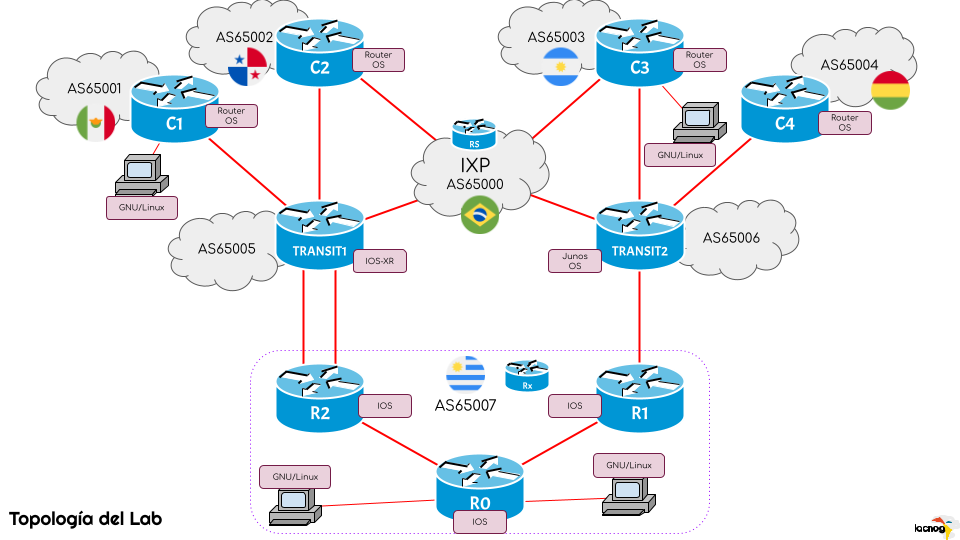 AS65002
C2
Router
OS
AS65003
C3
Router
OS
AS65001
C1
Router
OS
GNU/Linux
AS65004
C4
Router
OS
GNU/Linux
RS
IXP
AS65000
AS65005
TRANSIT1
IOS-XR
Junos
OS
TRANSIT2
AS65006
R2
IOS
AS65007
Rx
IOS
R1
GNU/Linux
R0
IOS
GNU/Linux
Topología del Lab
lacnog